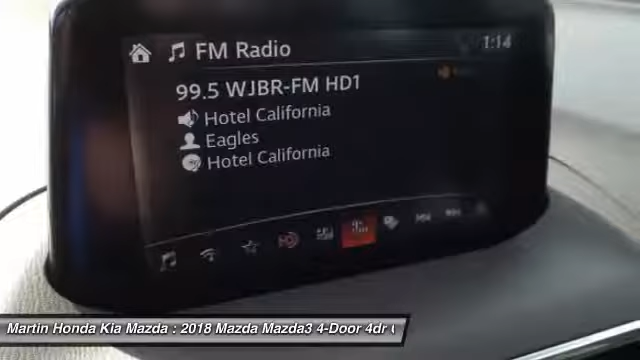 FM Radio
1:14
99.5 WJBR-FM HD1
Hotel California
Eagles
Hotel California
HD
Martin Honda Kia Mazda : 2018 Mazda Mazda3 4-Door 4dr